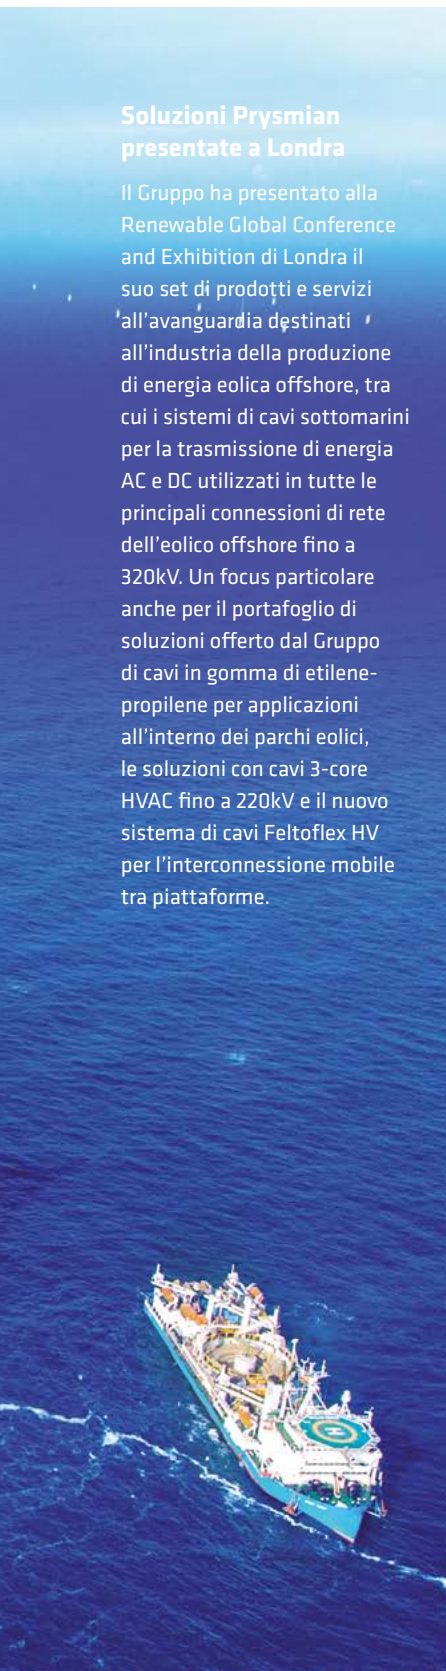 Soluzioni Prysmian
presentate a Londra
Il Gruppo ha presentato alla
Renewable Global Conference
and Exhibition di Londra il
suo set di prodotti e servizi
all'avanguardia destinati
all'industria della produzione
di energia eolica offshore, tra
cui i sistemi di cavi sottomarini
per la trasmissione di energia
AC e DC utilizzati in tutte le
principali connessioni di rete
dell'eolico offshore fino a
320kV. Un focus particolare
anche per il portafoglio di
soluzioni offerto dal Gruppo
di cavi in gomma di etilene-
propilene per applicazioni
all'interno dei parchi eolici,
le soluzioni con cavi 3-core
HVAC fino a 220kV e il nuovo
sistema di cavi Feltoflex HV
per l'interconnessione mobile
tra piattaforme.
H